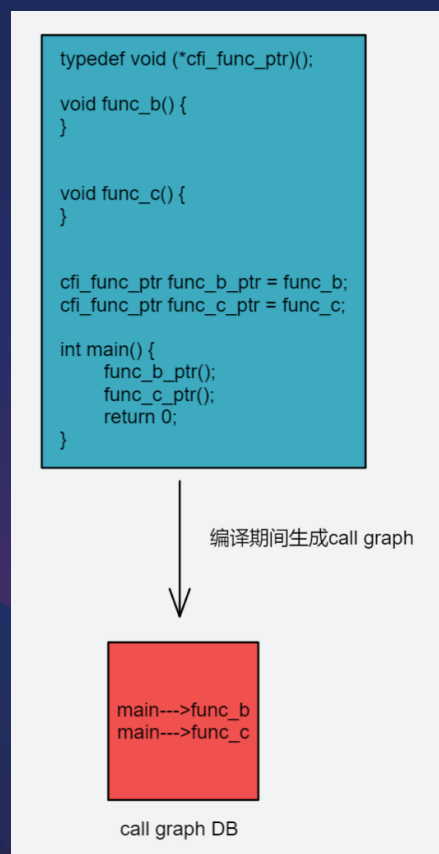 typedef void (*cfi_func_ptr)();
void func_b() {
}
void func_c() {
}
cfi_func_ptr func_b_ptr = func_b;
cfi_func_ptr func_c_ptr = func_c;
int main() {
func_b_ptr();
func_c_ptr();
return 0;
}
编译期间生成call graph
main--->func_b
main--->func_c
call graph DB